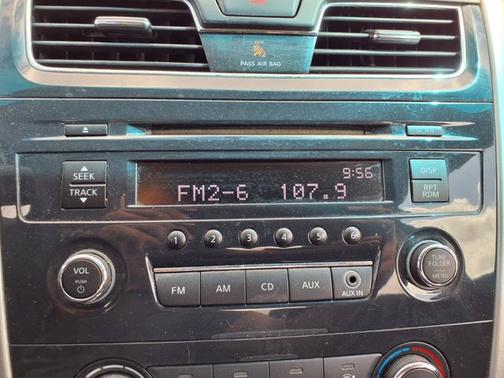 OFF
PASS AIR BAG
SEEK
TRACK
9:56
FM2-6 107.9
DISP
RPT
RDM
1 2 3 4 5 6
VOL
PUSH
FM AM CD AUX
AUX IN
TUNE
FOLDER
MENU